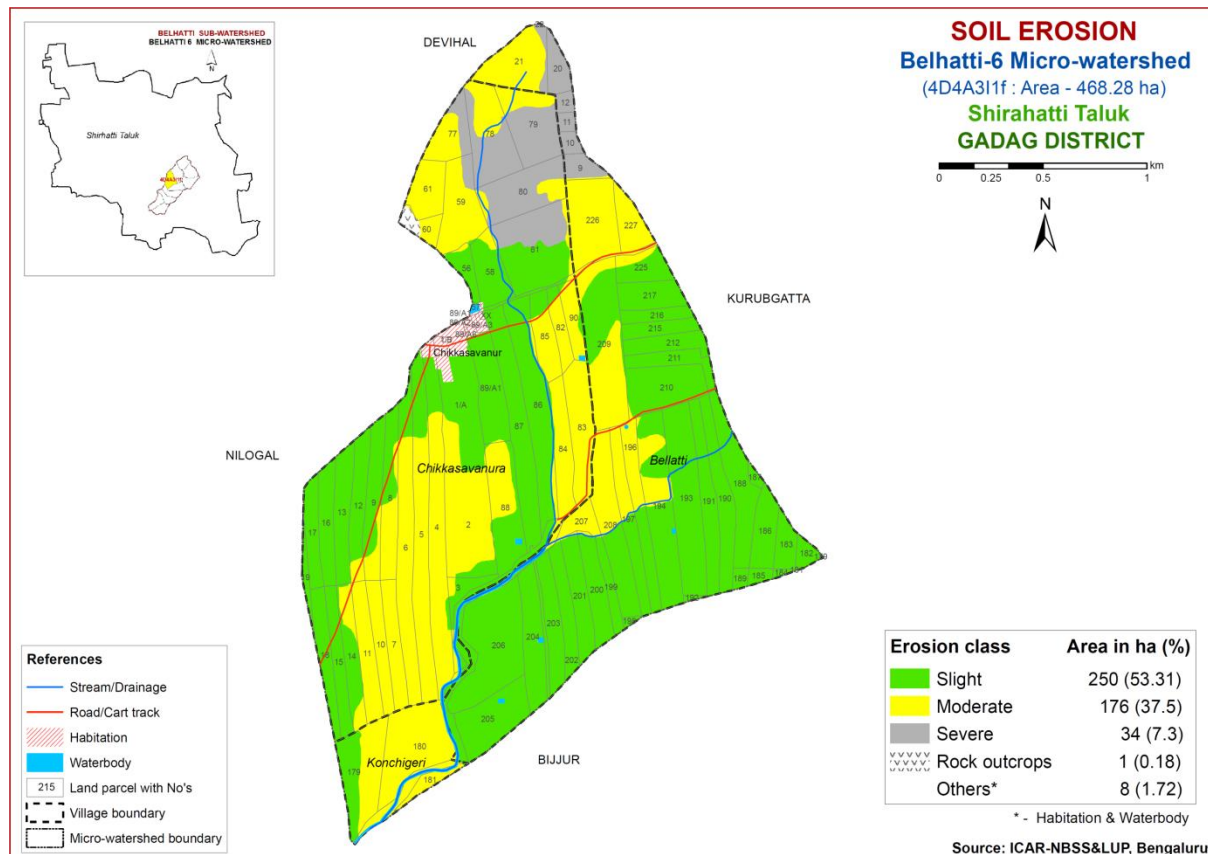 BELHATTI SUB-WATERSHED
BELHATTI 6 MICRO-WATERSHED
N
Shirhatti Taluk
4D4A3I1f
SOIL EROSION
Belhatti-6 Micro-watershed
(4D4A3I1f : Area - 468.28 ha)
Shirahatti Taluk
GADAG DISTRICT
km
0 0.25 0.5 1
N
DEVIHAL
21
20
12
11
10
9
77
78
79
61
59
80
60
226
227
81
56
58
225
KURUBGATTA
217
218
215
212
211
90
82
85
209
Chikkasavanur
210
89/A1
1/A
86
87
83
84
196
NILOGAL
Chikkasavanura
Bellatti
17
16
13
12
9
8
6
5
4
2
88
207
208
197
194
193
191
190
188
187
186
183
182
189
185
3
201
200
199
203
204
202
206
205
15
14
11
10
7
180
179
Konchigeri
181
BIJJUR
References
Stream/Drainage
Road/Cart track
Habitation
Waterbody
215 Land parcel with No's
Village boundary
Micro-watershed boundary
Erosion class Area in ha (%)
Slight 250 (53.31)
Moderate 176 (37.5)
Severe 34 (7.3)
Rock outcrops 1 (0.18)
Others* 8 (1.72)
* - Habitation & Waterbody
Source: ICAR-NBSS&LUP, Bengaluru